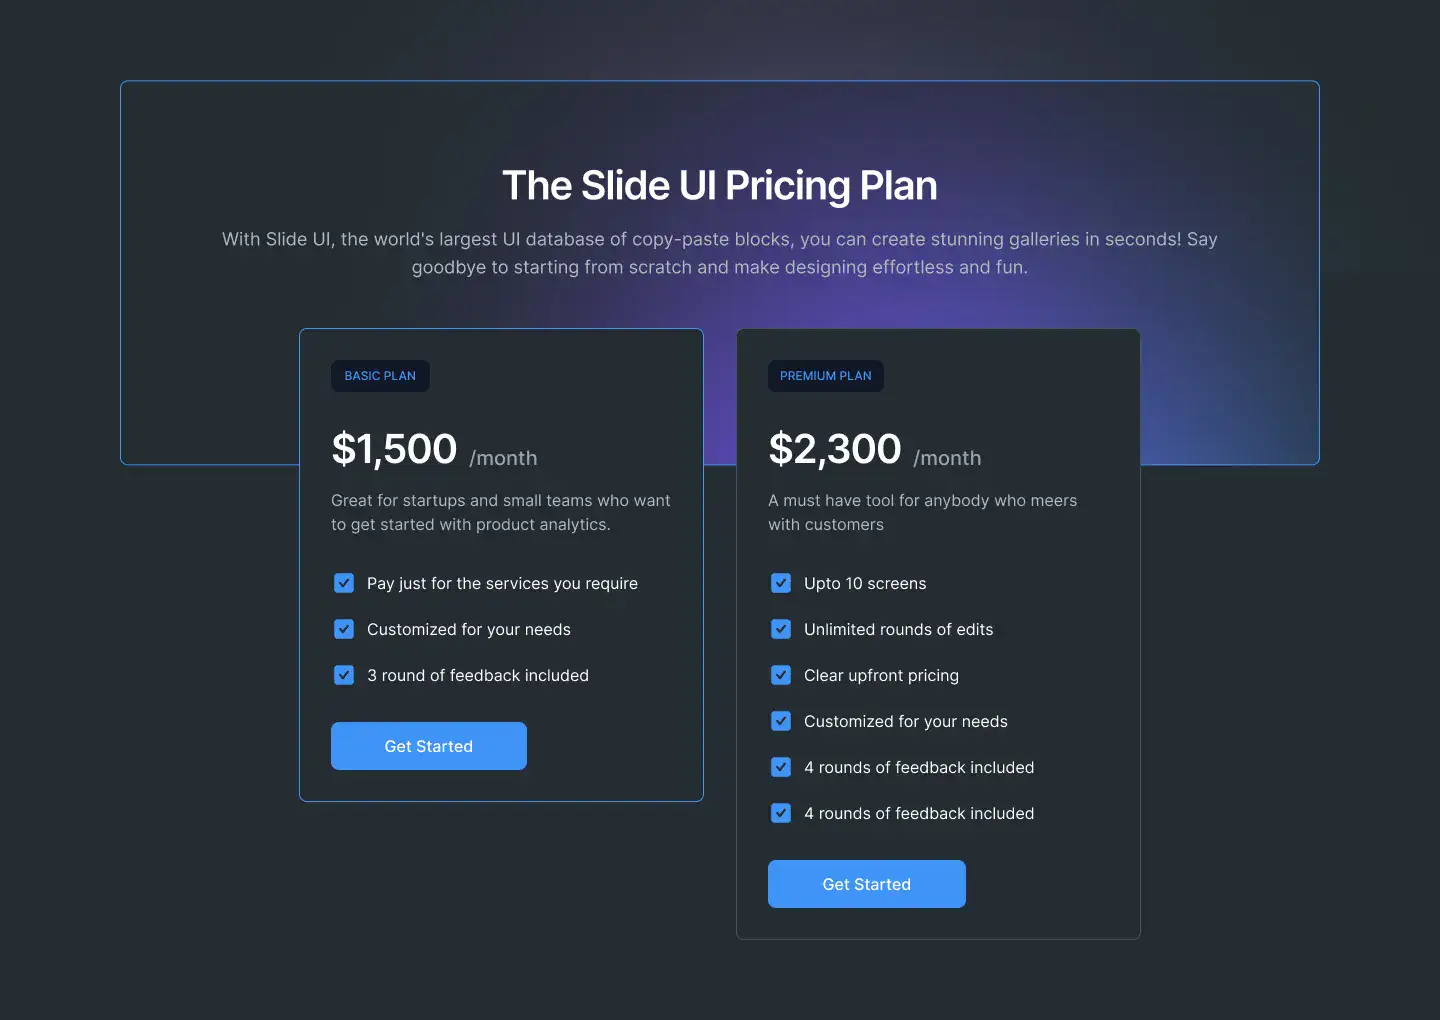 The Slide UI Pricing Plan
With Slide UI, the world's largest UI database of copy-paste blocks, you can create stunning galleries in seconds! Say
goodbye to starting from scratch and make designing effortless and fun.
BASIC PLAN
$1,500 /month
Great for startups and small teams who want
to get started with product analytics.
Pay just for the services you require
Customized for your needs
3 round of feedback included
Get Started
PREMIUM PLAN
$2,300 /month
A must have tool for anybody who meers
with customers
Upto 10 screens
Unlimited rounds of edits
Clear upfront pricing
Customized for your needs
4 rounds of feedback included
4 rounds of feedback included
Get Started